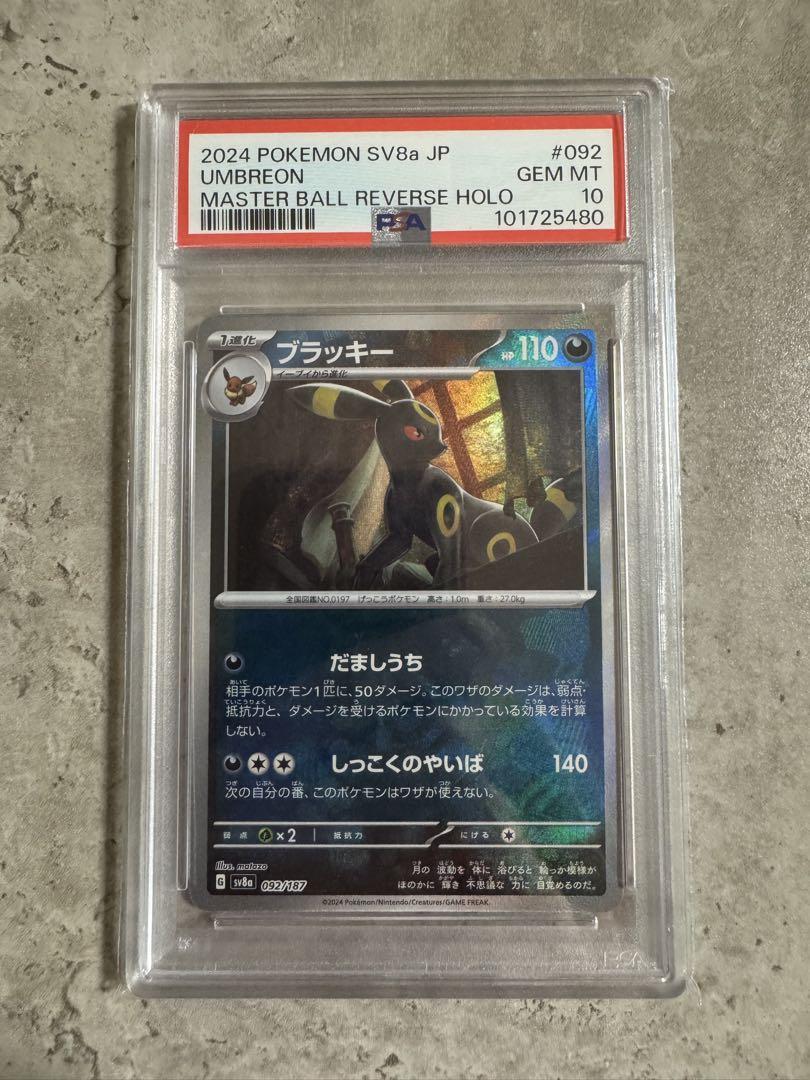 2024 POKEMON SV8a JP #092
UMBREON GEM MT
MASTER BALL REVERSE HOLO 10
PSA 101725480
1進化 ブラッキー HP 110
イーブイから進化
全国図鑑NO.0197 げっこうポケモン 高さ:1.0m 重さ:27.0kg
だましうち
相手のポケモン1匹に、50ダメージ。このワザのダメージは、弱点・
抵抗力と、ダメージを受けるポケモンにかかっている効果を計算
しない。
しっこくのやいば 140
次の自分の番、このポケモンはワザが使えない。
弱点 ×2 抵抗力 にげる
Illus. matazo
月の波動を体に浴びると輪っか模様が
ほのかに輝き不思議な力に目覚めるのだ。
G sv8a 092/187
©2024 Pokémon/Nintendo/Creatures/GAME FREAK.
PSA